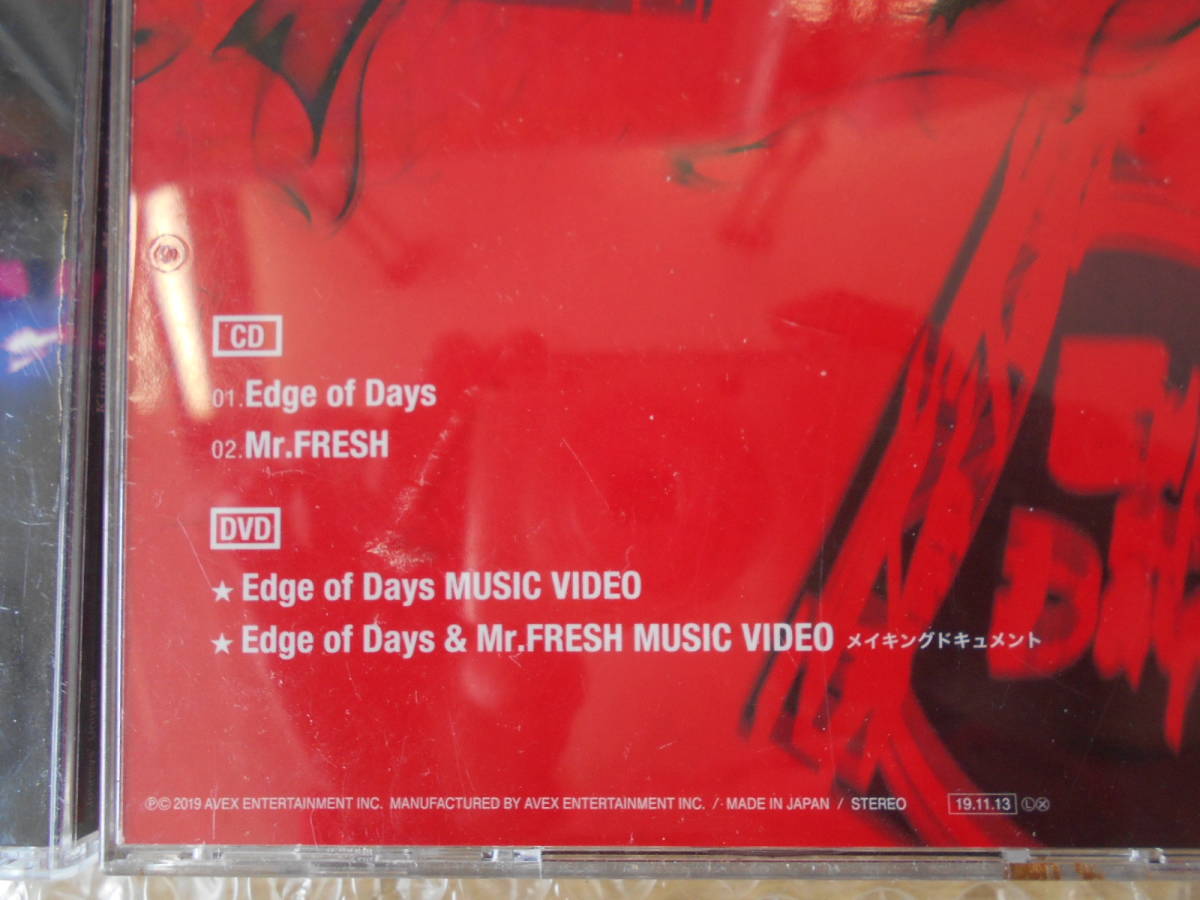 CD
01.Edge of Days
02.Mr.FRESH
DVD
★ Edge of Days MUSIC VIDEO
★ Edge of Days & Mr.FRESH MUSIC VIDEO メイキングドキュメント
℗© 2019 AVEX ENTERTAINMENT INC. MANUFACTURED BY AVEX ENTERTAINMENT INC. / MADE IN JAPAN / STEREO 19.11.13 Ⓛ